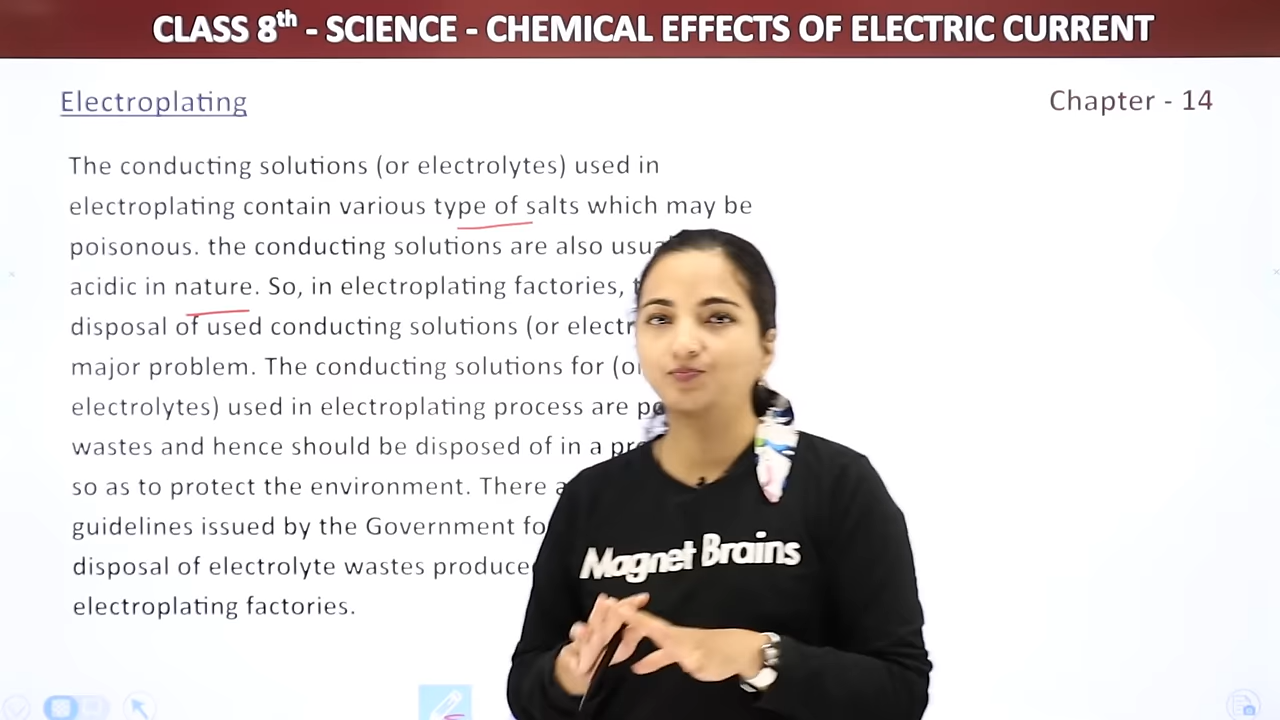 CLASS 8th - SCIENCE - CHEMICAL EFFECTS OF ELECTRIC CURRENT
Electroplating
Chapter - 14
The conducting solutions (or electrolytes) used in
electroplating contain various type of salts which may be
poisonous. the conducting solutions are also
acidic in nature. So, in electroplating factories,
disposal of used conducting solutions (or
major problem. The conducting solutions for
electrolytes) used in electroplating process are
wastes and hence should be disposed of in a
so as to protect the environment. There
guidelines issued by the Government
disposal of electrolyte wastes
electroplating factories.
Magnet Brains